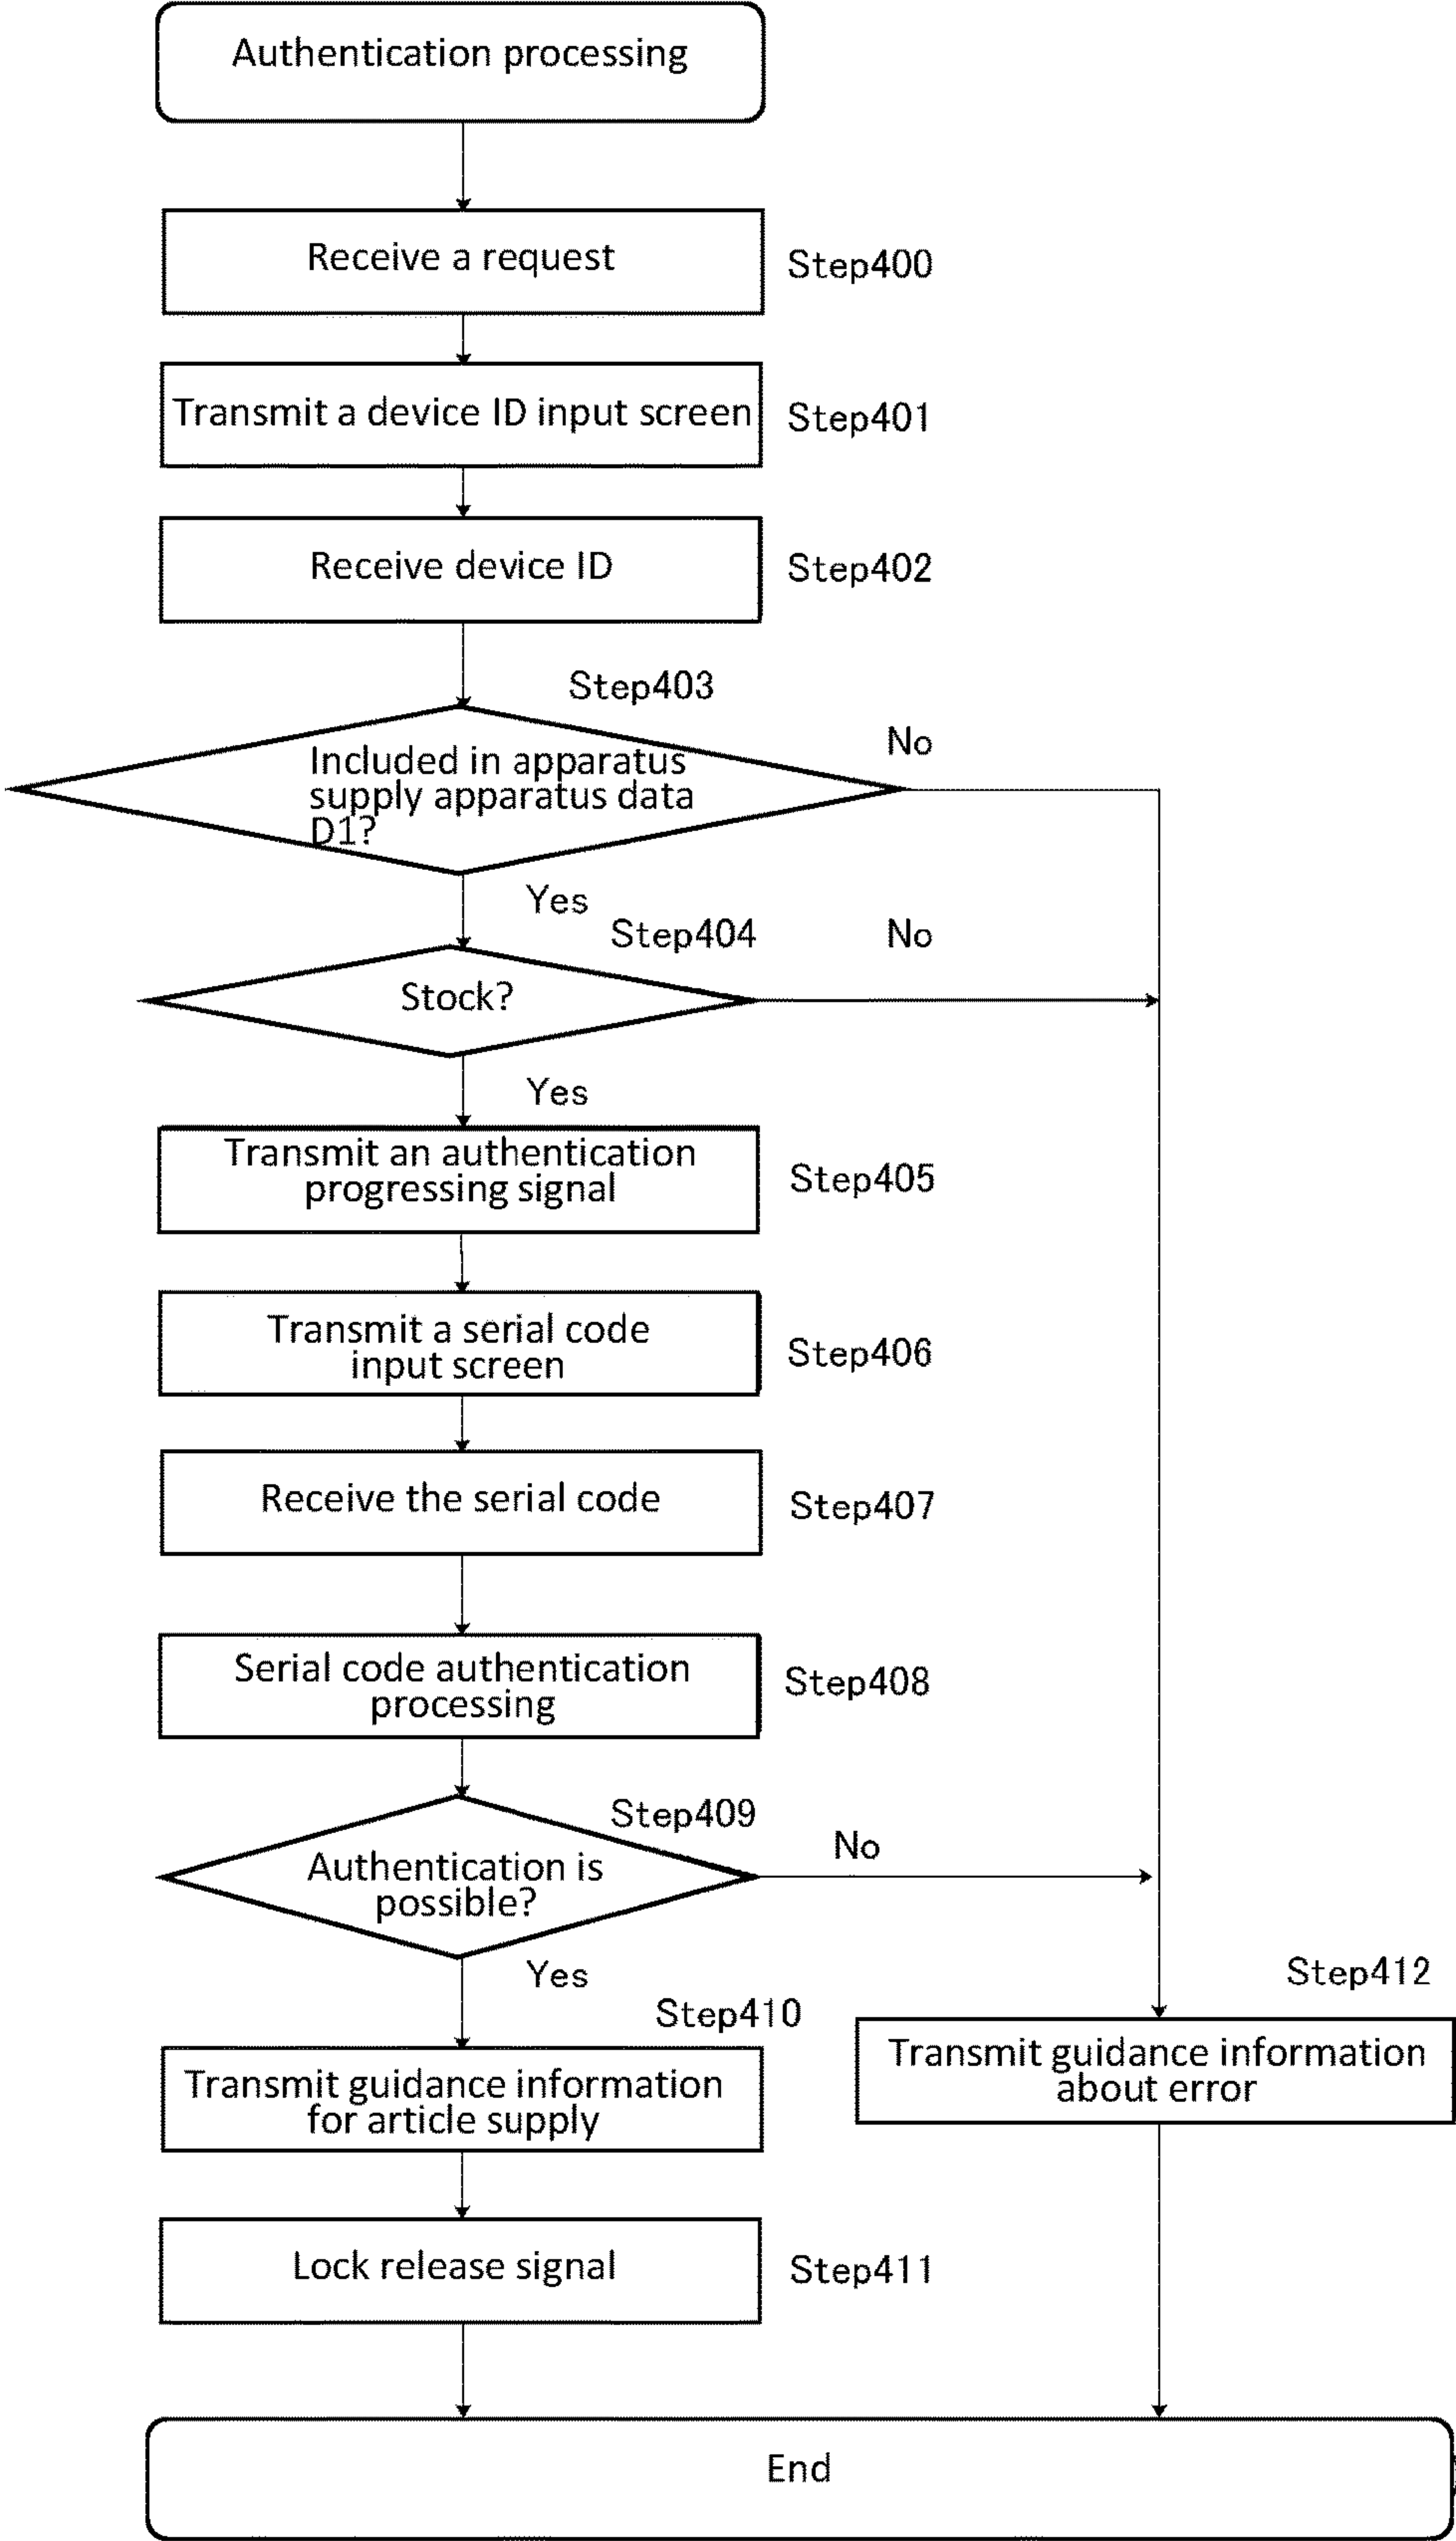 Authentication processing
Receive a request
Step400
Transmit a device ID input screen
Step401
Receive device ID
Step402
Step403
Included in apparatus
supply apparatus data
D1?
No
Yes
Step404
No
Stock?
Yes
Transmit an authentication
progressing signal
Step405
Transmit a serial code
input screen
Step406
Receive the serial code
Step407
Serial code authentication
processing
Step408
Step409
Authentication is
possible?
No
Yes
Step410
Transmit guidance information
for article supply
Step412
Transmit guidance information
about error
Lock release signal
Step411
End